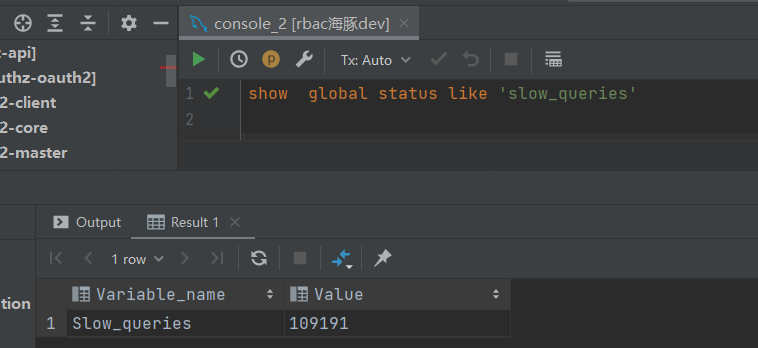 console_2 [rbac海豚dev]
-api]
uthz-oauth2]
2-client
2-core
2-master
Tx: Auto
1
show  global status like 'slow_queries'
2
Output
Result 1
1 row
tion
Variable_name
Value
1
Slow_queries
109191